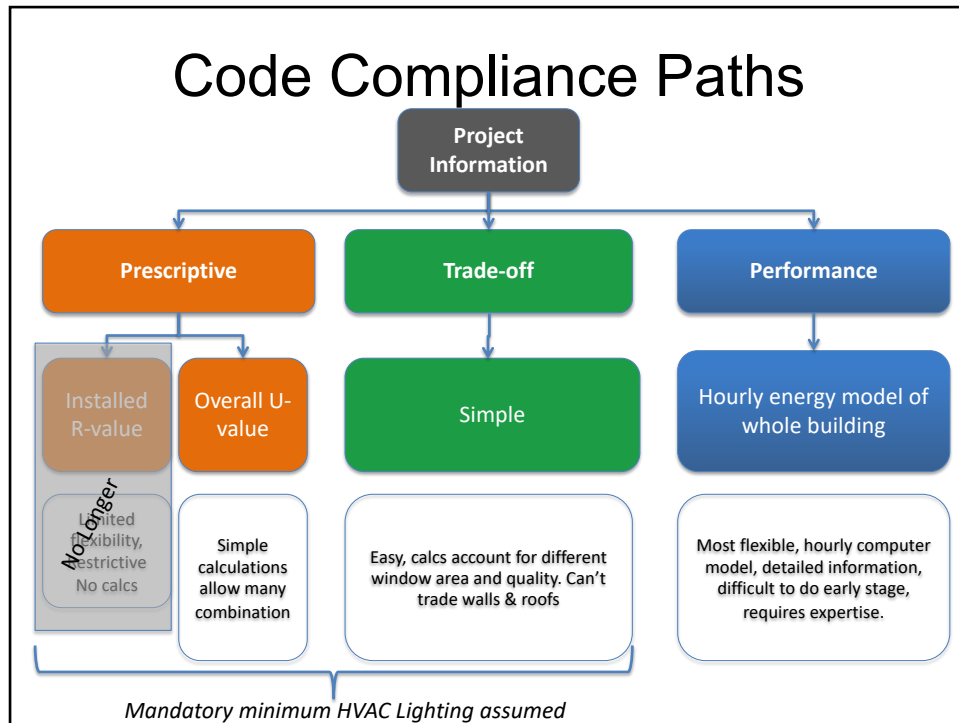 Code Compliance Paths
Project
Information
Prescriptive
Trade-off
Performance
Installed
R-value
Overall U-
value
Simple
Hourly energy model of
whole building
No Longer
Limited
flexibility,
restrictive
No calcs
Simple
calculations
allow many
combination
Easy, calcs account for different
window area and quality. Can't
trade walls & roofs
Most flexible, hourly computer
model, detailed information,
difficult to do early stage,
requires expertise.
Mandatory minimum HVAC Lighting assumed